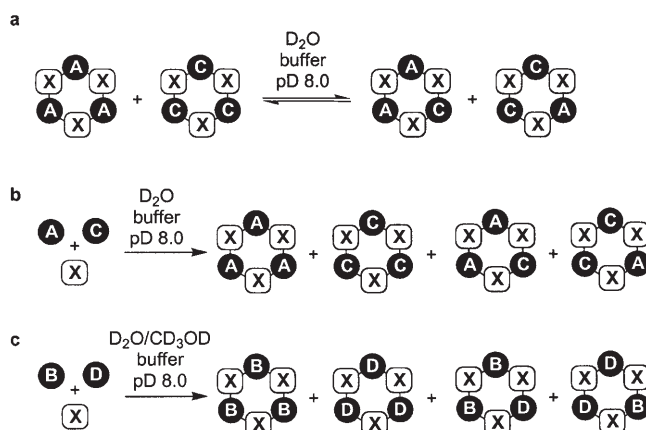 a
D₂O
buffer
pD 8.0
A C A C
X X X X X X X X
+ +
A A C C A C C A
X X X X
b
D₂O
buffer
pD 8.0
A C
+
X
A C A C
X X X X X X X X
+ + +
A A C C A C C A
X X X X
c
D₂O/CD₃OD
buffer
pD 8.0
B D
+
X
B D B D
X X X X X X X X
+ + +
B B D D B D D B
X X X X